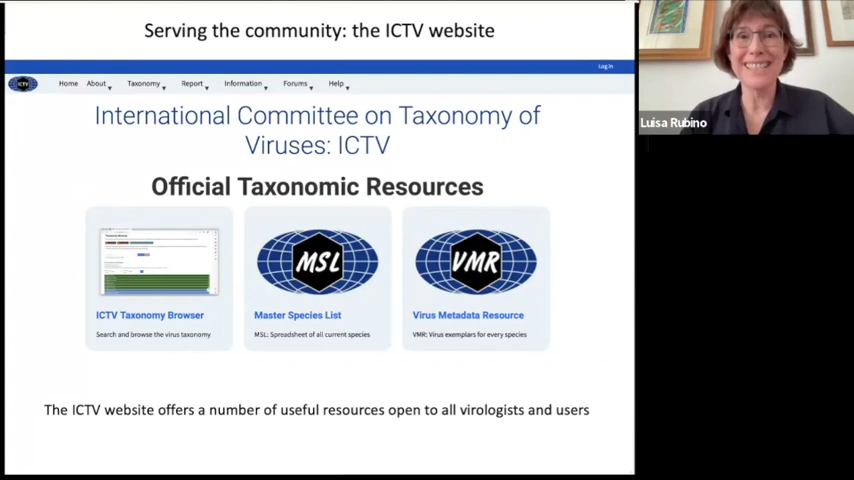 Serving the community: the ICTV website
Log in
ICTV
Home About Taxonomy Report Information Forums Help
International Committee on Taxonomy of
Viruses: ICTV
Official Taxonomic Resources
MSL
VMR
ICTV Taxonomy Browser
Search and browse the virus taxonomy
Master Species List
MSL: Spreadsheet of all current species
Virus Metadata Resource
VMR: Virus exemplars for every species
The ICTV website offers a number of useful resources open to all virologists and users
Luisa Rubino